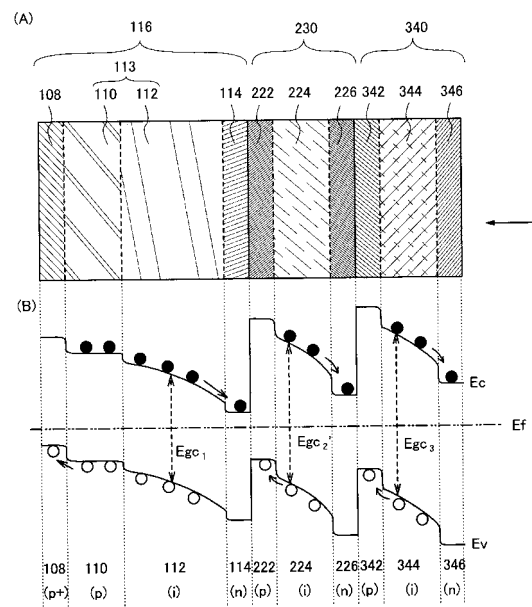 (A)
116 230 340
113
108 110 112 114 222 224 226 342 344 346
(B)
Ec
Ef
Egc1 Egc2' Egc3
Ev
108 110 112 114 222 224 226 342 344 346
(p+) (p) (i) (n) (p) (i) (n) (p) (i) (n)